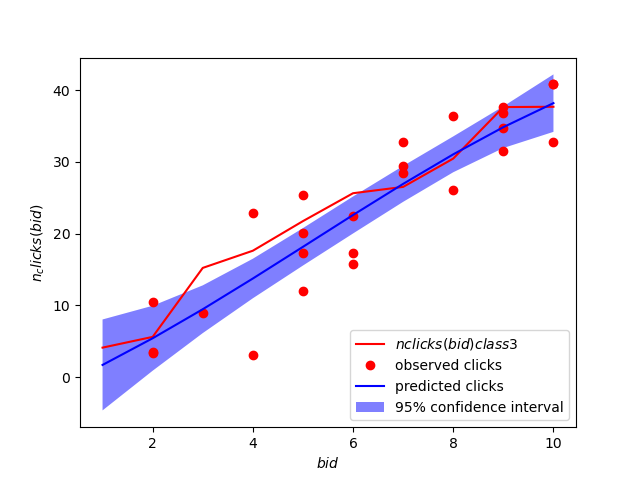 40
30
20
10
0
n_clicks(bid)
2
4
6
8
10
bid
nclicks(bid)class3
observed clicks
predicted clicks
95% confidence interval